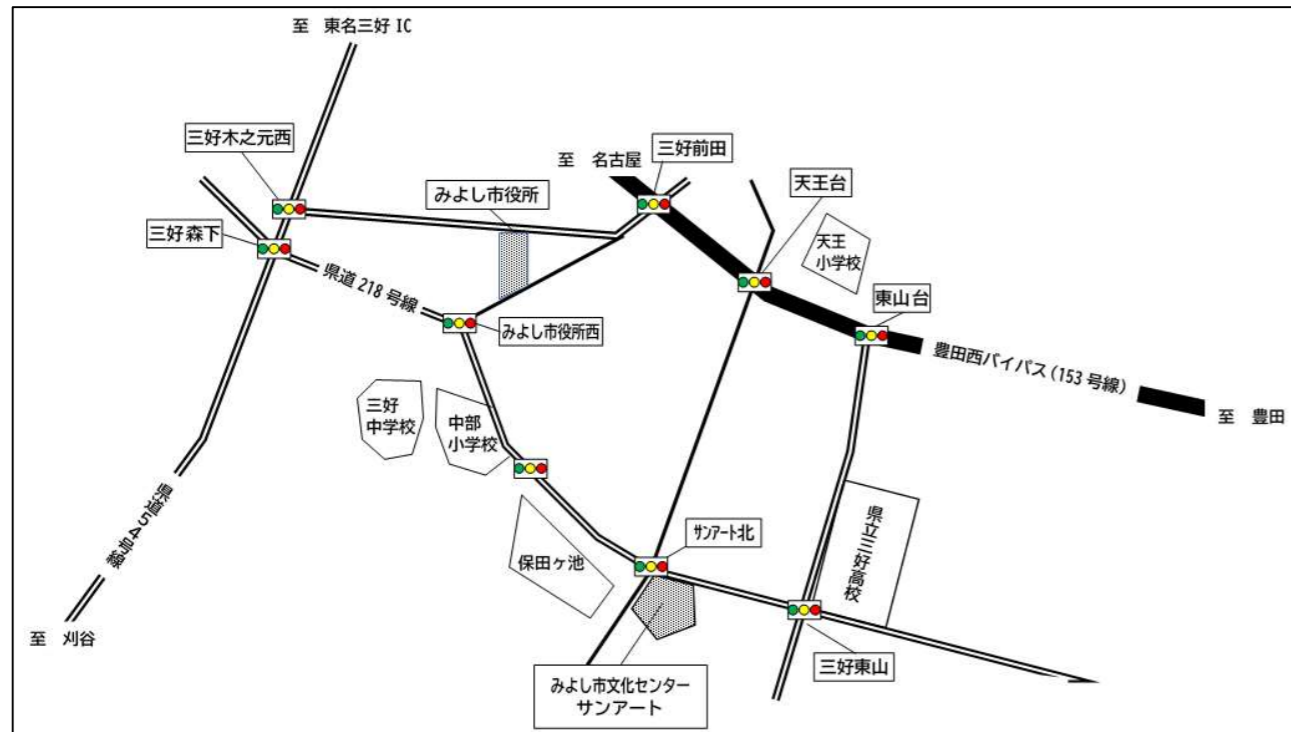 至 東名三好 IC
三好木之元西
至 名古屋
三好前田
みよし市役所
天王台
三好森下
天王
小学校
県道 218 号線
東山台
みよし市役所西
豊田西バイパス (153 号線)
至 豊田
三好
中学校
中部
小学校
県道54号線
県立三好高校
サンアート北
保田ヶ池
至 刈谷
三好東山
みよし市文化センター
サンアート